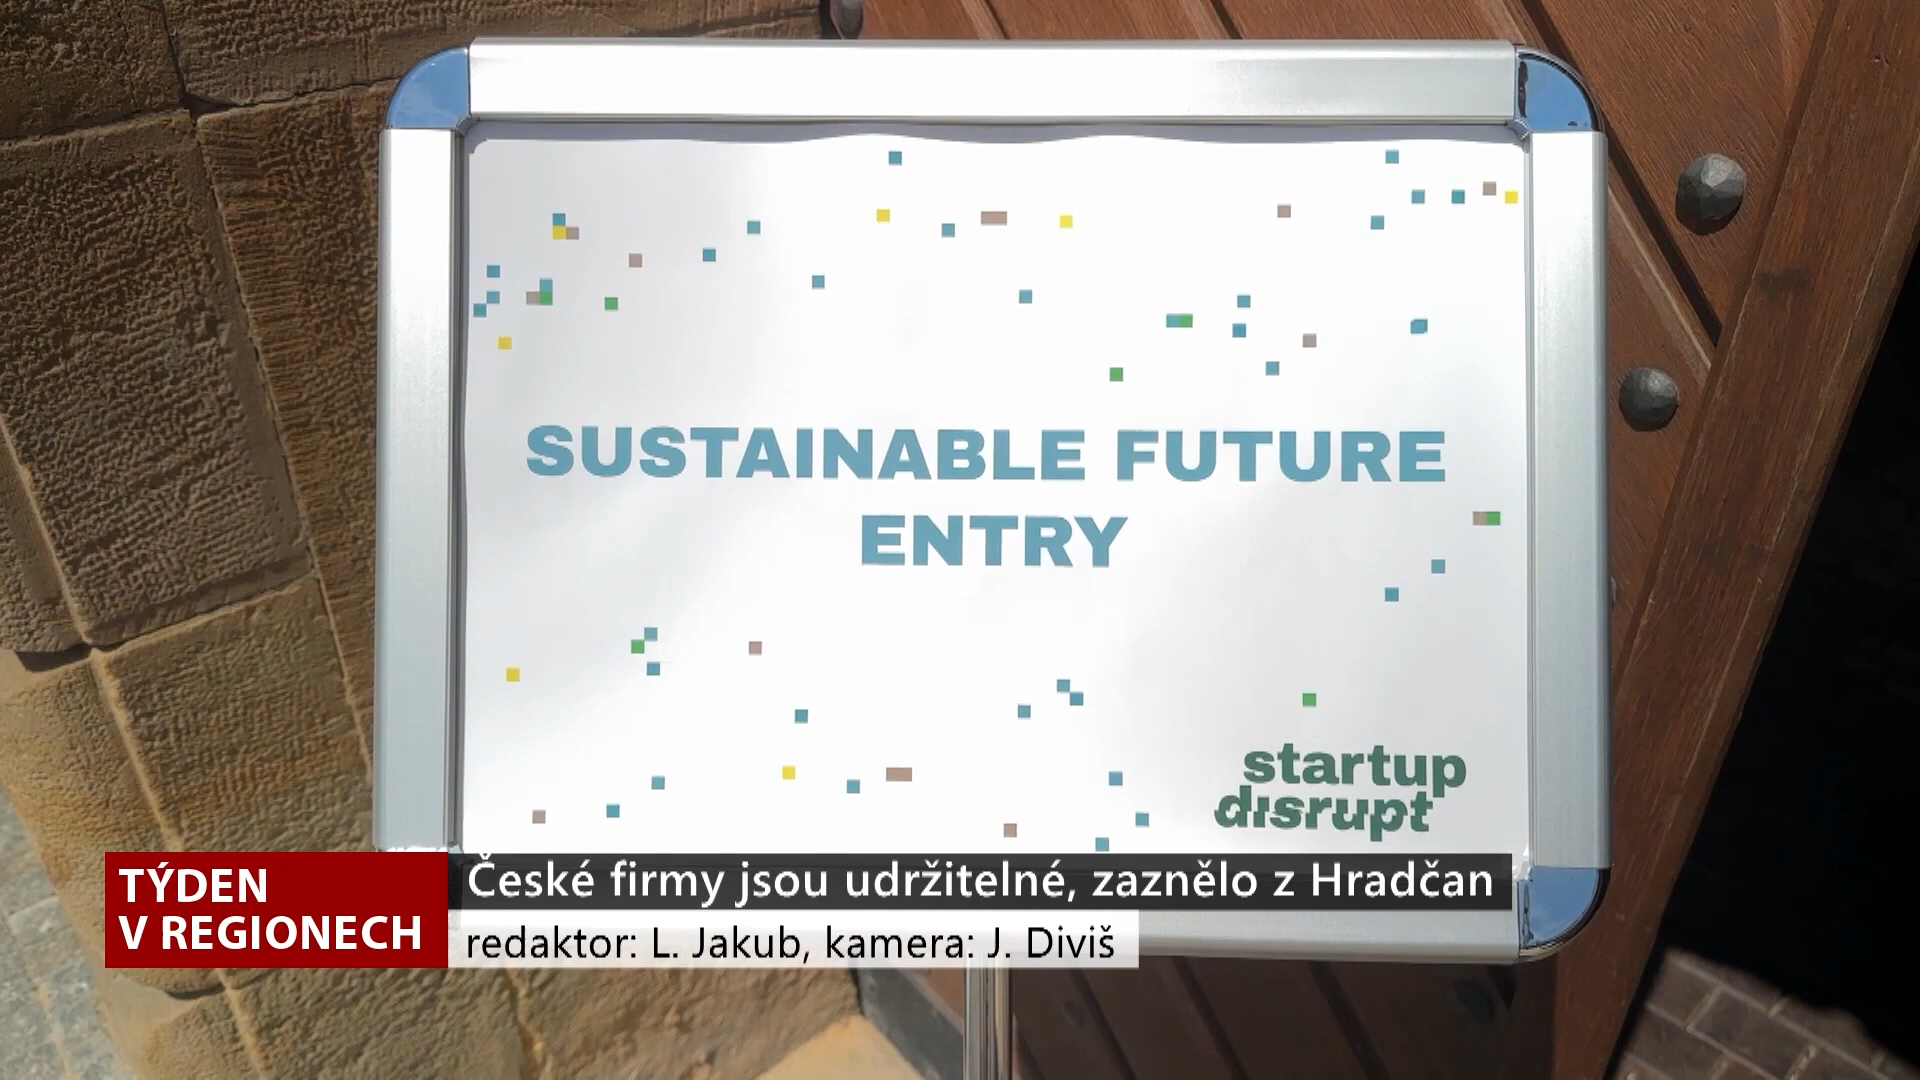 SUSTAINABLE FUTURE
ENTRY
startup
disrupt
TÝDEN
V REGIONECH
České firmy jsou udržitelné, zaznělo z Hradčan
redaktor: L. Jakub, kamera: J. Diviš